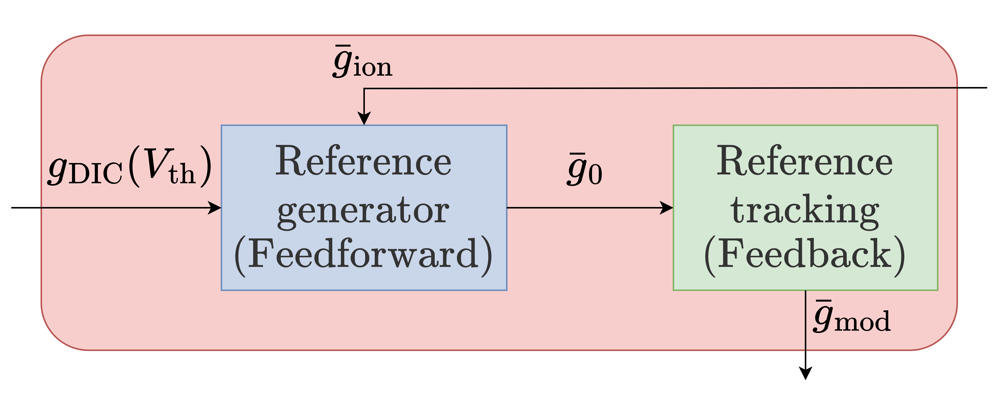 ḡion
gDIC(Vth)
Reference
generator
(Feedforward)
ḡ0
Reference
tracking
(Feedback)
ḡmod